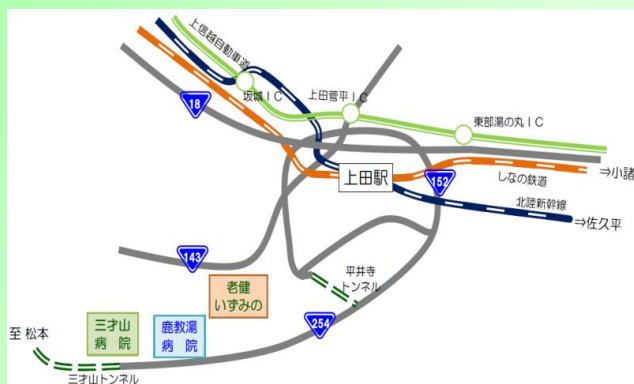 上信越自動車道
坂城ＩＣ
上田菅平ＩＣ
東部湯の丸ＩＣ
18
上田駅
152
しなの鉄道
⇒小諸
北陸新幹線
⇒佐久平
143
平井寺
トンネル
老健
いずみの
254
三才山
病　院
鹿教湯
病　院
至 松本
三才山トンネル